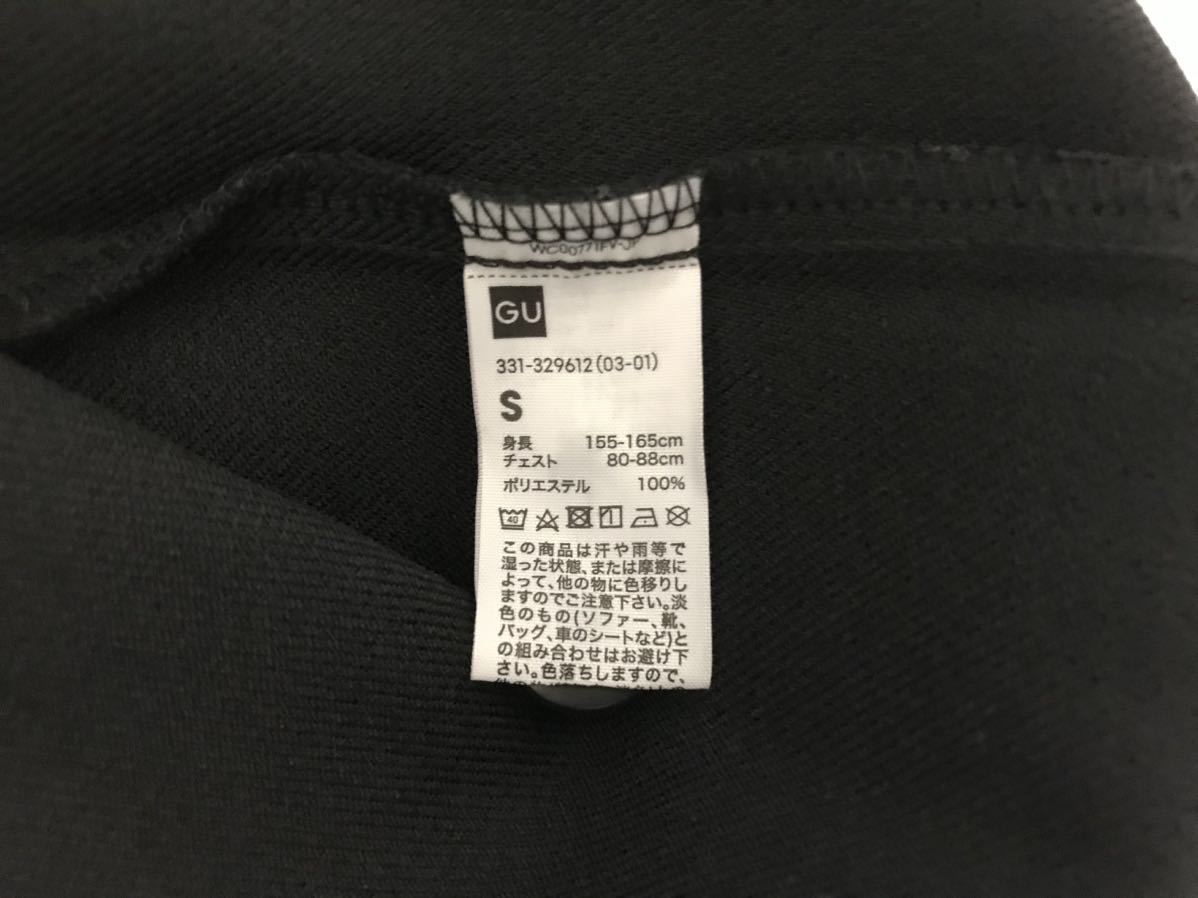 GU
331-329612(03-01)
S
身長 155-165cm
チェスト 80-88cm
ポリエステル 100%
40
この商品は汗や雨等で
湿った状態、または摩擦に
よって、他の物に色移りし
ますのでご注意下さい。淡
色のもの(ソファー、靴、
バッグ、車のシートなど)と
の組み合わせはお避け下
さい。色落ちしますので、